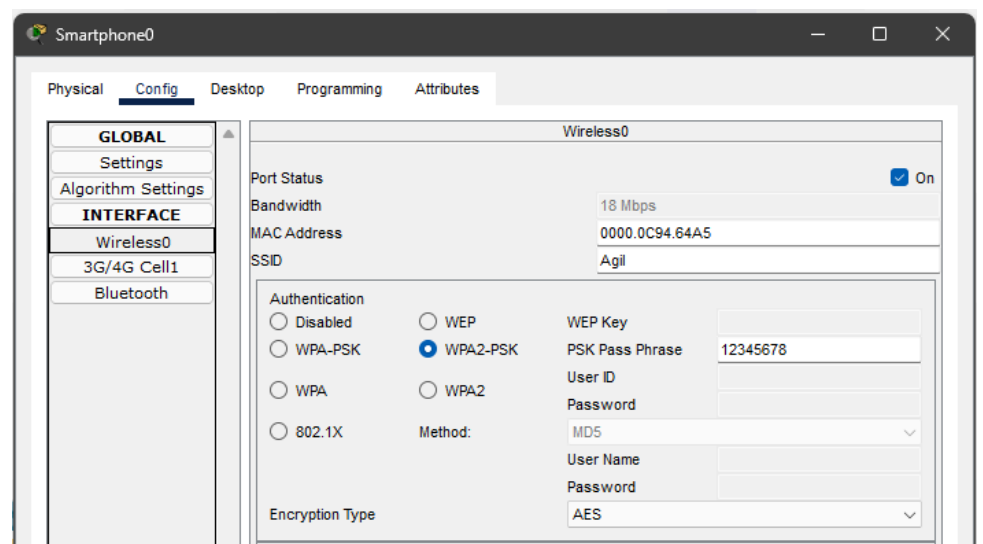 Smartphone0
Physical Config Desktop Programming Attributes
GLOBAL
Settings
Algorithm Settings
INTERFACE
Wireless0
3G/4G Cell1
Bluetooth
Wireless0
Port Status On
Bandwidth 18 Mbps
MAC Address 0000.0C94.64A5
SSID Agil
Authentication
Disabled WEP WEP Key
WPA-PSK WPA2-PSK PSK Pass Phrase 12345678
User ID
WPA WPA2
Password
802.1X Method: MD5
User Name
Password
Encryption Type AES